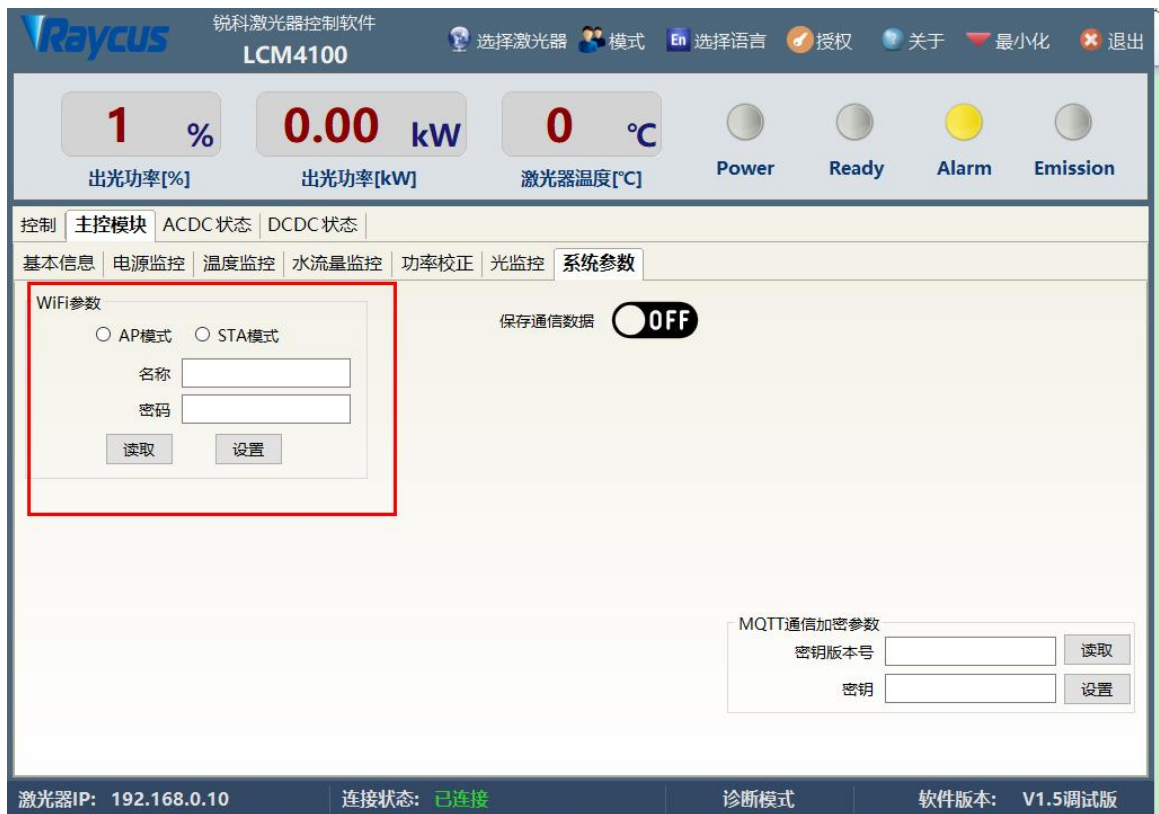 Raycus
锐科激光器控制软件
LCM4100
选择激光器 模式 En 选择语言 授权 关于 最小化 退出
1 % 0.00 kW 0 ℃
出光功率[%] 出光功率[kW] 激光器温度[℃] Power Ready Alarm Emission
控制 主控模块 ACDC状态 DCDC状态
基本信息 电源监控 温度监控 水流量监控 功率校正 光监控 系统参数
WiFi参数
AP模式 STA模式
名称
密码
读取 设置
保存通信数据 OFF
MQTT通信加密参数
密钥版本号 读取
密钥 设置
激光器IP: 192.168.0.10 连接状态: 已连接 诊断模式 软件版本: V1.5调试版